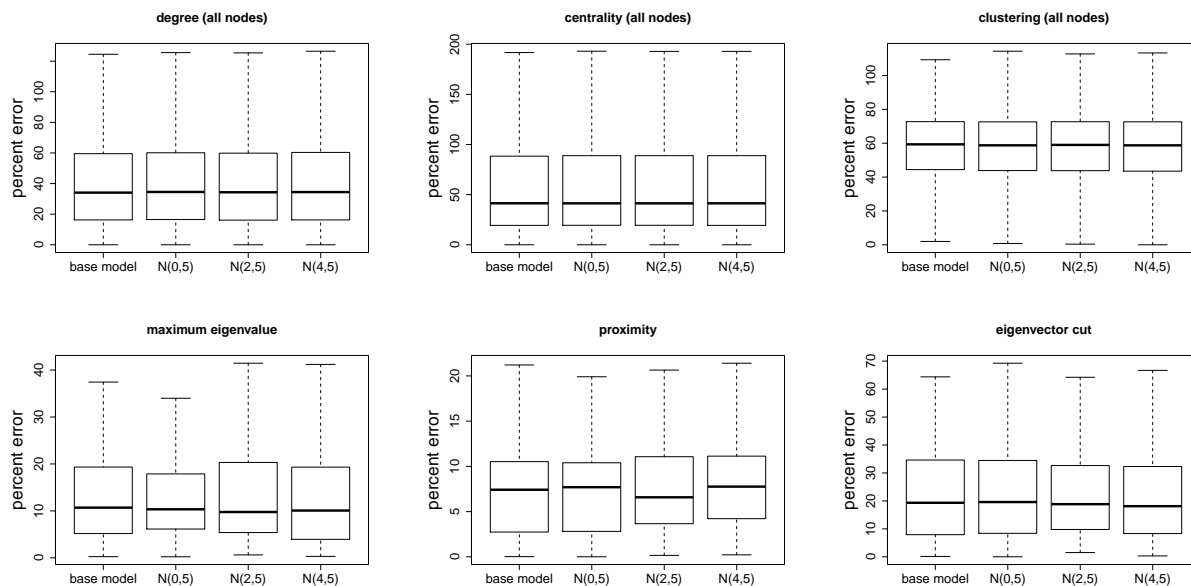 degree (all nodes)
percent error
0 20 40 60 80 100 120
base model N(0,5) N(2,5) N(4,5)
centrality (all nodes)
percent error
0 50 100 150 200
base model N(0,5) N(2,5) N(4,5)
clustering (all nodes)
percent error
0 20 40 60 80 100
base model N(0,5) N(2,5) N(4,5)
maximum eigenvalue
percent error
0 10 20 30 40
base model N(0,5) N(2,5) N(4,5)
proximity
percent error
0 5 10 15 20
base model N(0,5) N(2,5) N(4,5)
eigenvector cut
percent error
0 10 20 30 40 50 60 70
base model N(0,5) N(2,5) N(4,5)